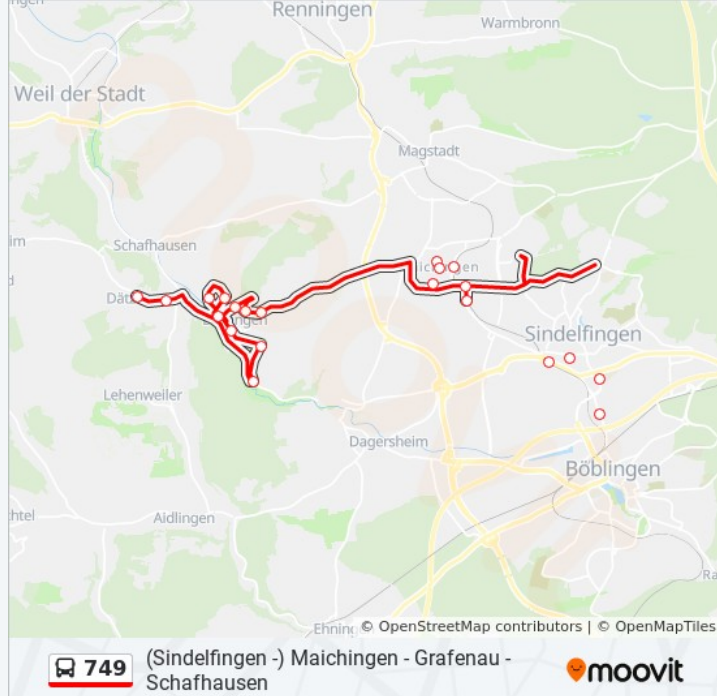 Renningen
Warmbronn
Weil der Stadt
Magstadt
Schafhausen
Sindelfingen
Lehenweiler
Dagersheim
Böblingen
Aidlingen
© OpenStreetMap contributors | © OpenMapTiles
749
(Sindelfingen -) Maichingen - Grafenau -
Schafhausen
moovit